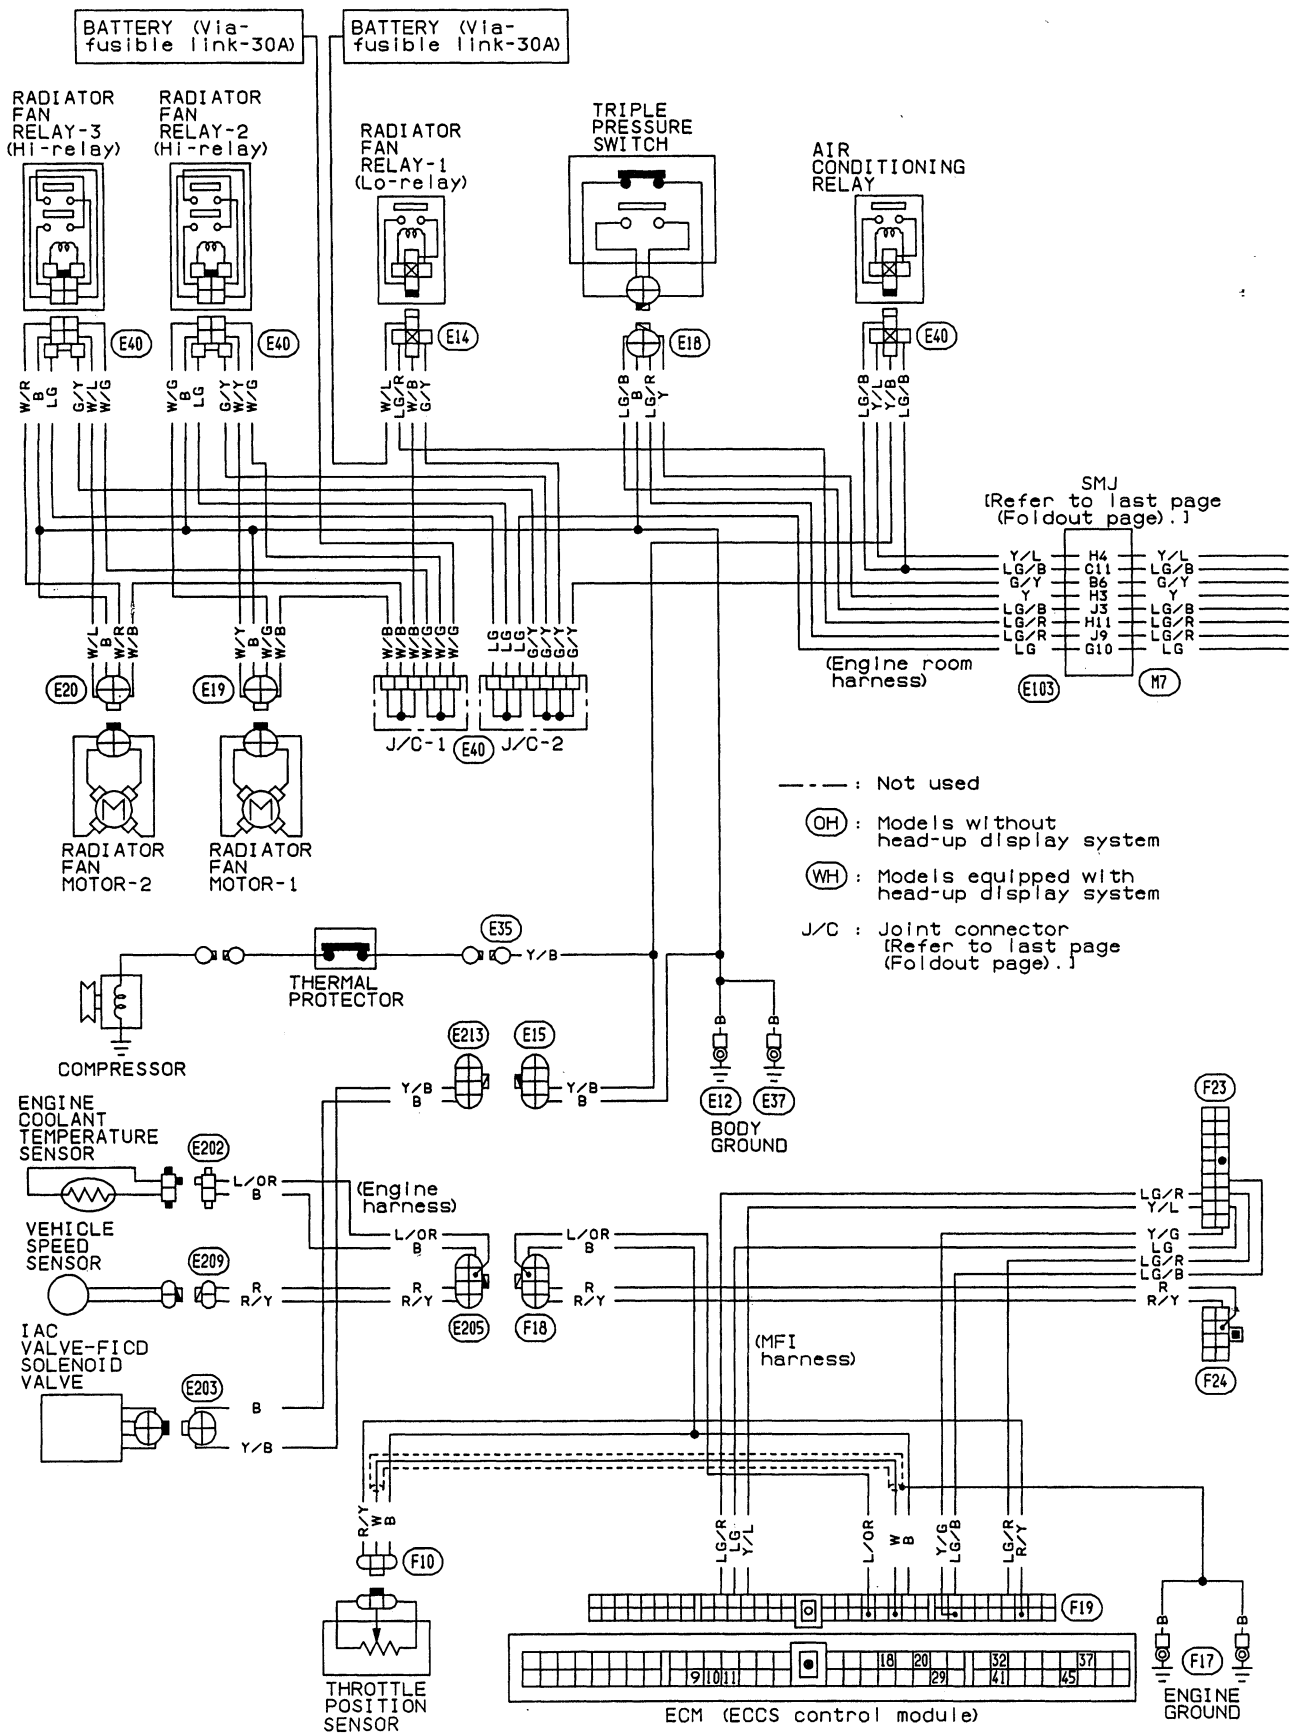 BATTERY (Via-
fusible link-30A)
BATTERY (Via-
fusible link-30A)
RADIATOR
FAN
RELAY-3
(Hi-relay)
RADIATOR
FAN
RELAY-2
(Hi-relay)
RADIATOR
FAN
RELAY-1
(Lo-relay)
TRIPLE
PRESSURE
SWITCH
AIR
CONDITIONING
RELAY
E40
E40
E14
E18
E40
W/R
B
LG
G/Y
W/L
W/G
W/G
B
LG
G/Y
W/Y
W/G
W/L
LG/R
W/B
G/Y
LG/B
B
LG/R
Y
LG/B
Y/L
Y/B
LG/B
SMJ
[Refer to last page
(Foldout page).]
Y/L H4 Y/L
LG/B C11 LG/B
G/Y B6 G/Y
Y H3 Y
LG/B J3 LG/B
LG/R H11 LG/R
LG/R J9 LG/R
LG G10 LG
(Engine room
harness)
E103
M7
W/L
B
W/R
W/B
W/Y
B
W/G
W/B
W/B
W/B
W/B
W/G
W/G
W/G
LG
LG
LG
G/Y
G/Y
G/Y
G/Y
E20
E19
J/C-1
E40
J/C-2
M
M
RADIATOR
FAN
MOTOR-2
RADIATOR
FAN
MOTOR-1
: Not used
OH : Models without
head-up display system
WH : Models equipped with
head-up display system
J/C : Joint connector
[Refer to last page
(Foldout page).]
E35
Y/B
THERMAL
PROTECTOR
COMPRESSOR
E213
E15
Y/B
B
Y/B
B
B
B
E12
E37
BODY
GROUND
F23
ENGINE
COOLANT
TEMPERATURE
SENSOR
E202
L/OR
B
(Engine
harness)
LG/R
Y/L
L/OR
B
L/OR
B
Y/G
LG
LG/R
LG/B
VEHICLE
SPEED
SENSOR
E209
R
R/Y
R
R/Y
R
R/Y
R
R/Y
E205
F18
(MFI
harness)
F24
IAC
VALVE-FICD
SOLENOID
VALVE
E203
B
Y/B
R/Y
W
B
F10
LG/R
LG
Y/L
L/OR
W
B
Y/G
LG/B
LG/R
R/Y
F19
B
B
F17
ENGINE
GROUND
THROTTLE
POSITION
SENSOR
18 20 32 37
9 10 11 29 41 45
ECM (ECCS control module)